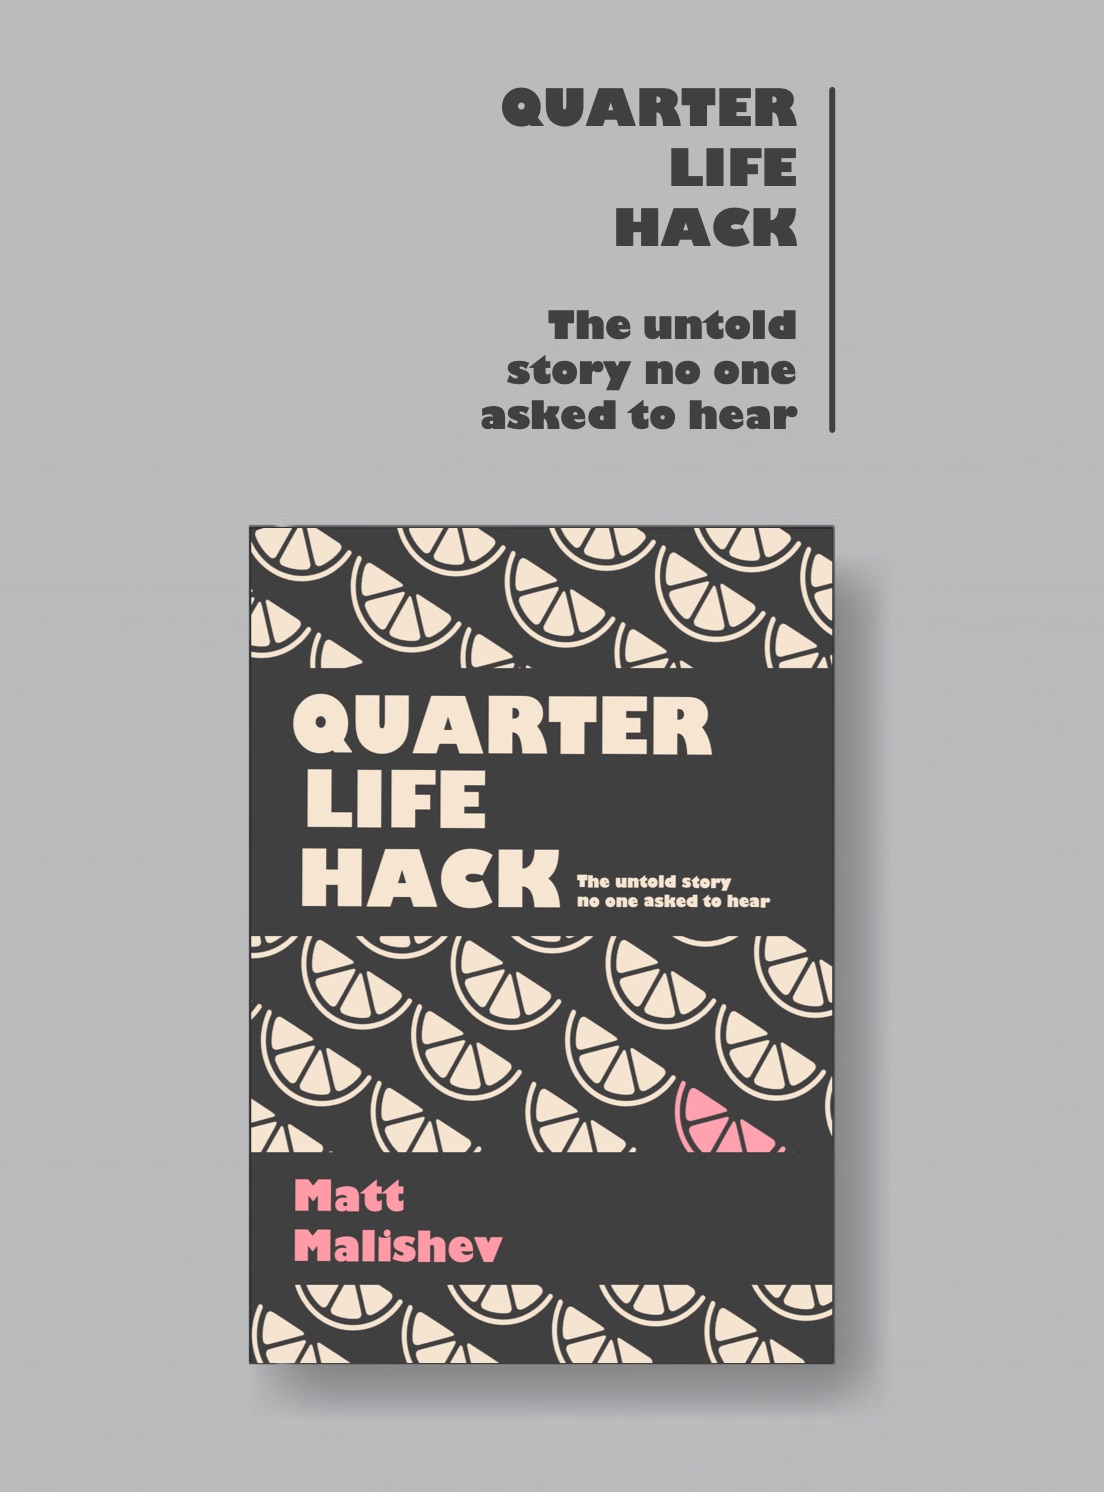 QUARTER
LIFE
HACK
The untold
story no one
asked to hear
QUARTER
LIFE
HACK
The untold story
no one asked to hear
Matt
Malishev